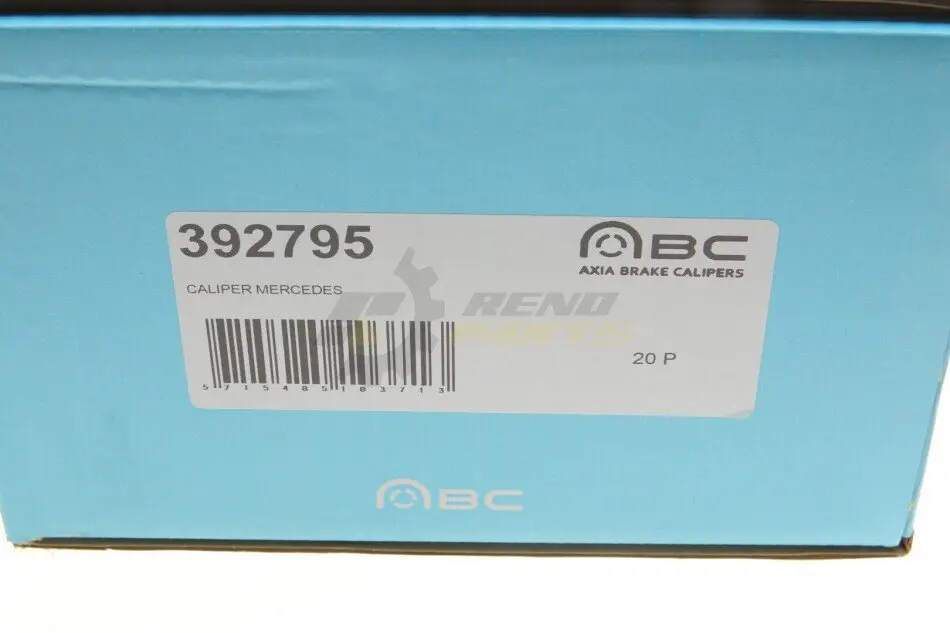 392795
ABC
AXIA BRAKE CALIPERS
CALIPER MERCEDES
RENO
PARTS
5715485103713
20 P
ABC